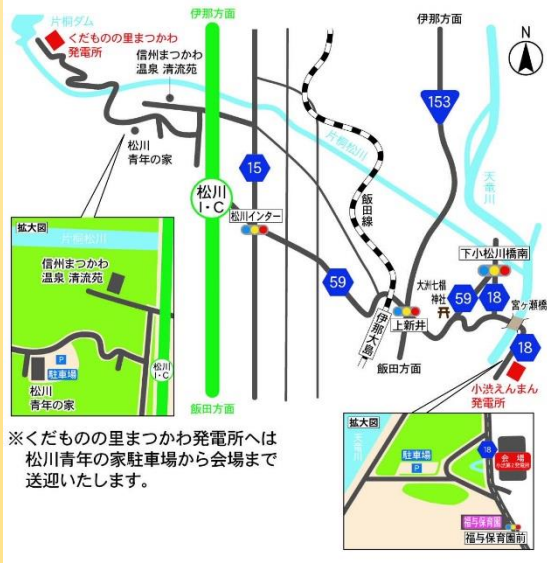 片桐ダム
くだものの里まつかわ
発電所
信州まつかわ
温泉 清流苑
伊那方面
伊那方面
N
153
松川
青年の家
片桐松川
天竜川
15
松川
I・C
松川インター
飯田線
59
伊那大島
上新井
大洲七椙
神社
下小松川橋南
59
18
宮ヶ瀬橋
18
小渋えんまん
発電所
飯田方面
飯田方面
拡大図
片桐松川
信州まつかわ
温泉 清流苑
P
駐車場
松川
青年の家
松川
I・C
※くだものの里まつかわ発電所へは
松川青年の家駐車場から会場まで
送迎いたします。
拡大図
天竜川
駐車場
P
18
会場
福与保育園
福与保育園前